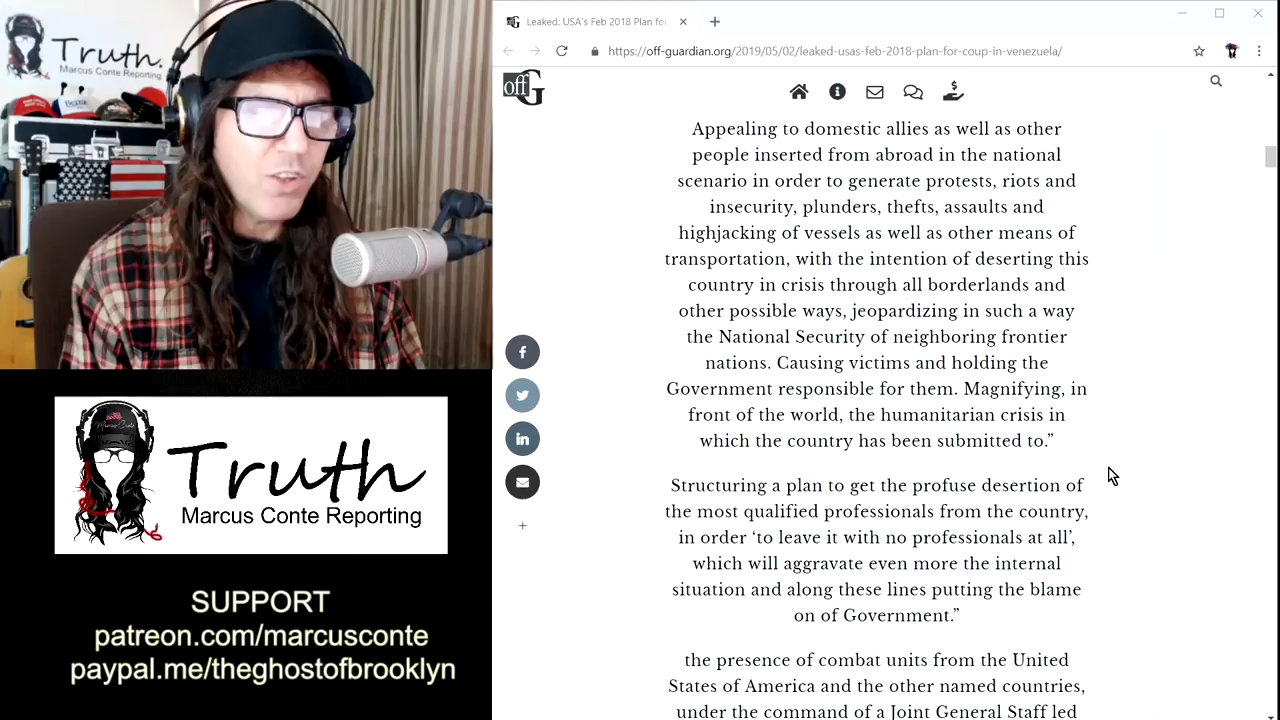 Truth.
Marcus Conte Reporting
Leaked: USA's Feb 2018 Plan for
https://off-guardian.org/2019/05/02/leaked-usas-feb-2018-plan-for-coup-in-venezuela/
off G
Appealing to domestic allies as well as other
people inserted from abroad in the national
scenario in order to generate protests, riots and
insecurity, plunders, thefts, assaults and
highjacking of vessels as well as other means of
transportation, with the intention of deserting this
country in crisis through all borderlands and
other possible ways, jeopardizing in such a way
the National Security of neighboring frontier
nations. Causing victims and holding the
Government responsible for them. Magnifying, in
front of the world, the humanitarian crisis in
which the country has been submitted to.”
Structuring a plan to get the profuse desertion of
the most qualified professionals from the country,
in order ‘to leave it with no professionals at all’,
which will aggravate even more the internal
situation and along these lines putting the blame
on of Government.”
the presence of combat units from the United
States of America and the other named countries,
under the command of a Joint General Staff led
Truth
Marcus Conte Reporting
SUPPORT
patreon.com/marcusconte
paypal.me/theghostofbrooklyn